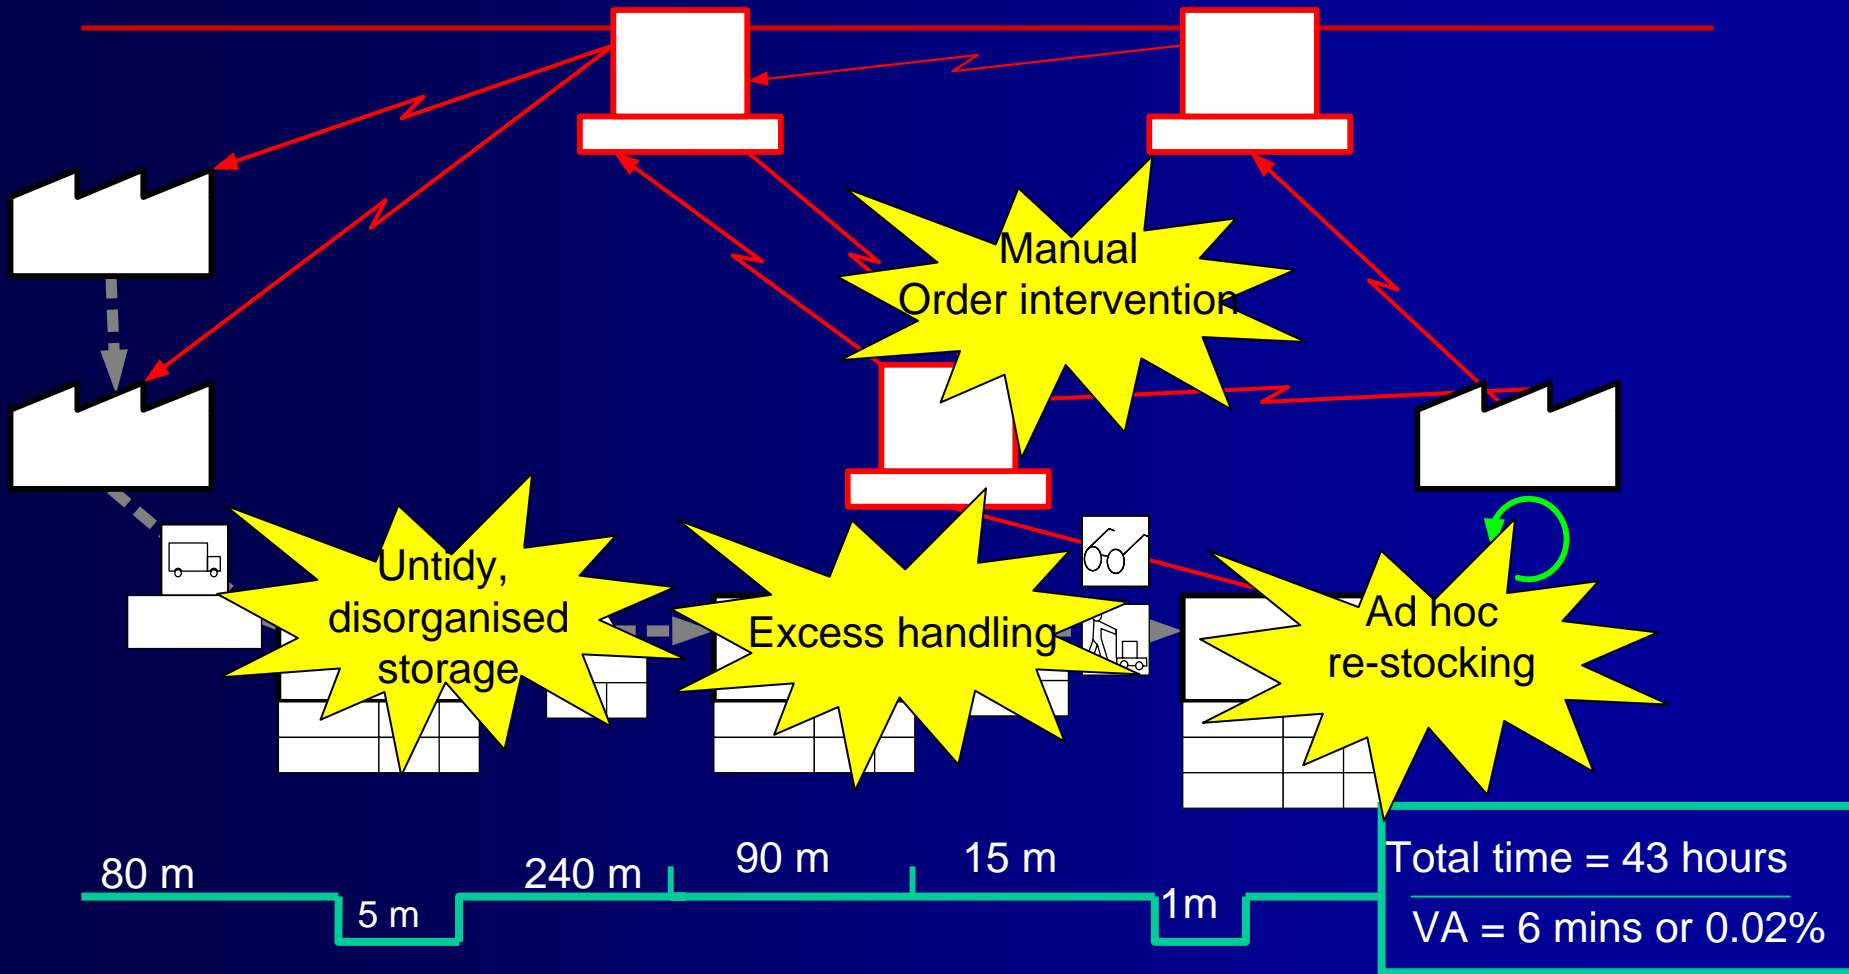 Manual
Order intervention
Untidy,
disorganised
storage
Excess handling
Ad hoc
re-stocking
80 m
5 m
240 m
90 m
15 m
1m
Total time = 43 hours
VA = 6 mins or 0.02%